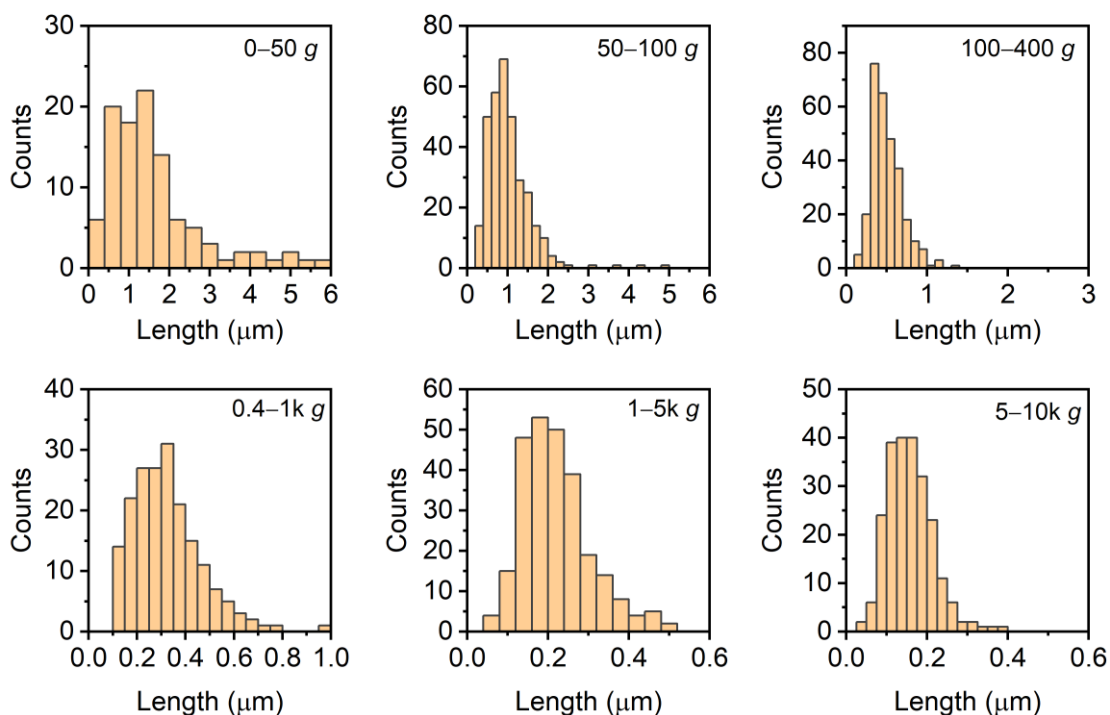 0–50 g
30
20
10
0
Counts
0 1 2 3 4 5 6
Length (μm)
50–100 g
80
60
40
20
0
Counts
0 1 2 3 4 5 6
Length (μm)
100–400 g
80
60
40
20
0
Counts
0 1 2 3
Length (μm)
0.4–1k g
40
30
20
10
0
Counts
0.0 0.2 0.4 0.6 0.8 1.0
Length (μm)
1–5k g
60
50
40
30
20
10
0
Counts
0.0 0.2 0.4 0.6
Length (μm)
5–10k g
50
40
30
20
10
0
Counts
0.0 0.2 0.4 0.6
Length (μm)